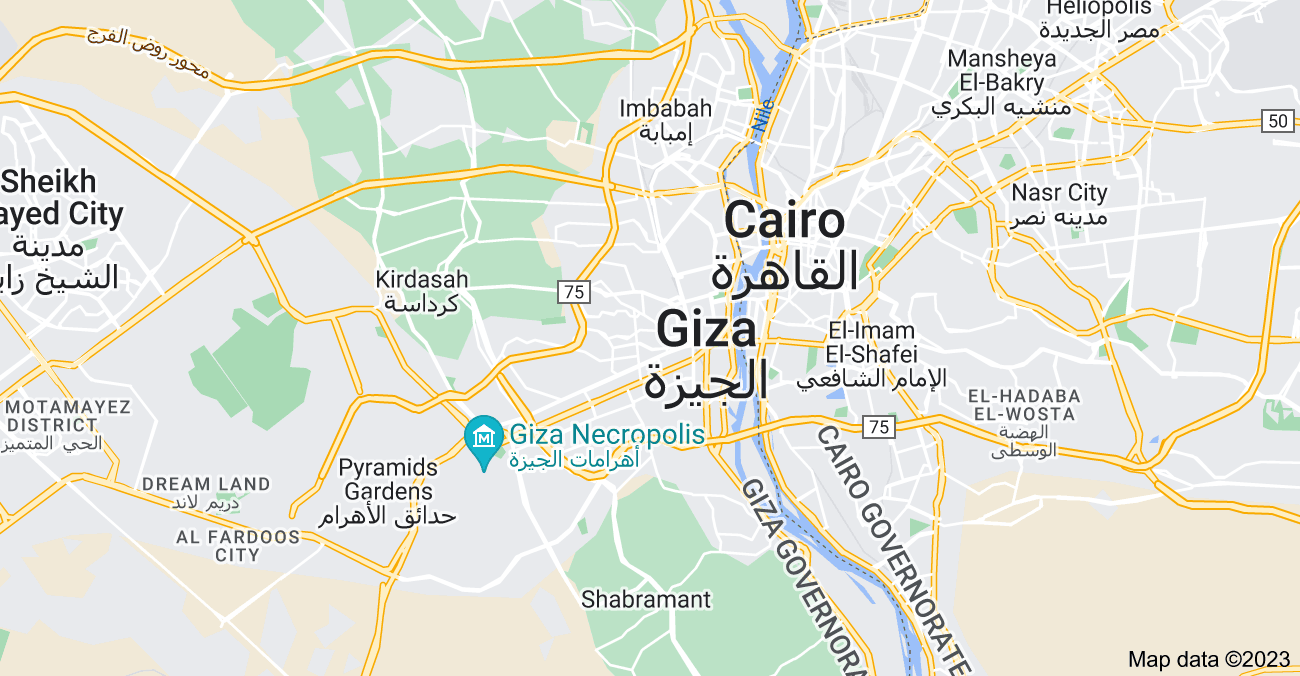 Heliopolis
مصر الجديدة
محور روض الفرج
Mansheya
El-Bakry
منشيه البكري
Imbabah
إمبابة
Nile
50
Sheikh
ayed City
مدينة
الشيخ زاي
Nasr City
مدينه نصر
Cairo
القاهرة
Kirdasah
كرداسة
75
Giza
الجيزة
El-Imam
El-Shafei
الإمام الشافعي
MOTAMAYEZ
DISTRICT
الحي المتميز
EL-HADABA
EL-WOSTA
الهضبة
الوسطى
75
Giza Necropolis
أهرامات الجيزة
Pyramids
Gardens
حدائق الأهرام
DREAM LAND
دريم لاند
AL FARDOOS
CITY
CAIRO GOVERNORATE
GIZA GOVERNORA
Shabramant
Map data ©2023